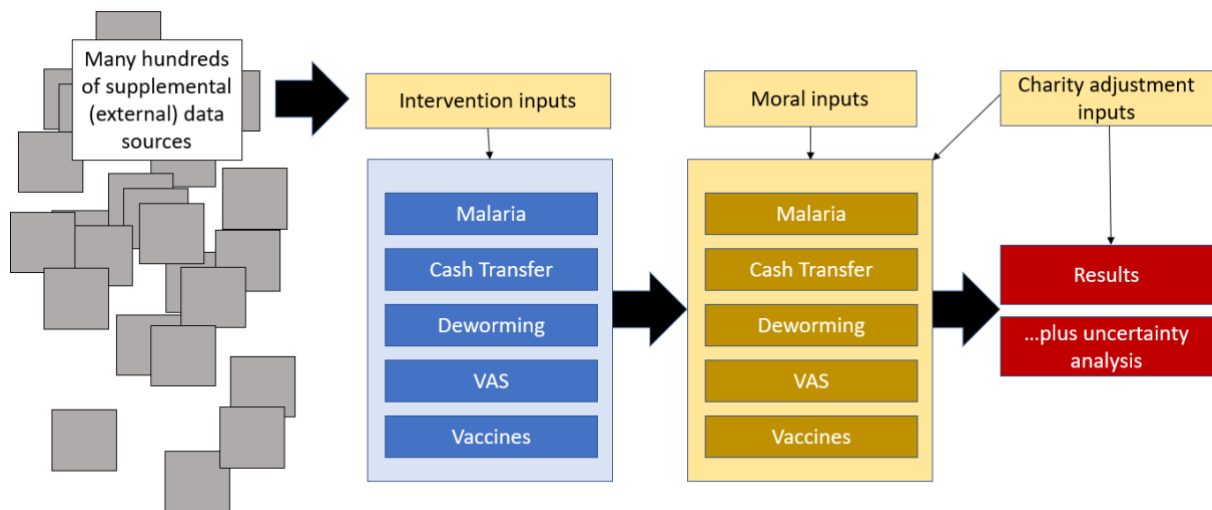 Many hundreds
of supplemental
(external) data
sources
Intervention inputs
Moral inputs
Charity adjustment
inputs
Malaria
Cash Transfer
Deworming
VAS
Vaccines
Malaria
Cash Transfer
Deworming
VAS
Vaccines
Results
...plus uncertainty
analysis